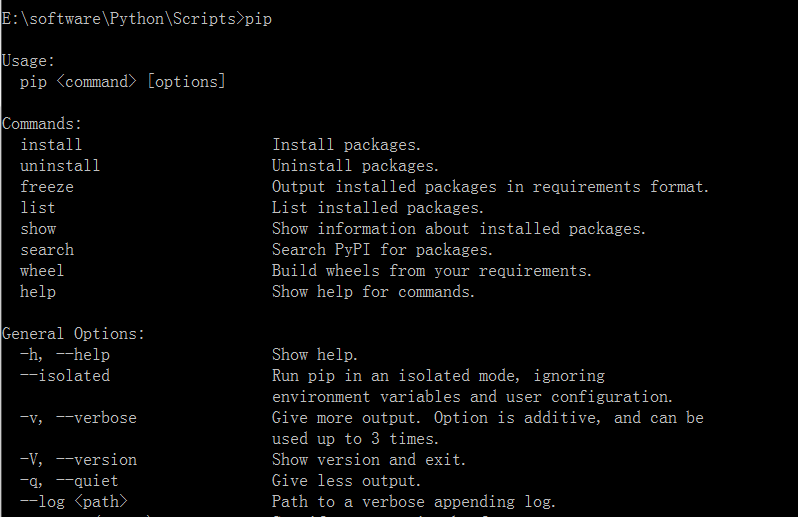 E:\software\Python\Scripts>pip
Usage:
pip <command> [options]
Commands:
install Install packages.
uninstall Uninstall packages.
freeze Output installed packages in requirements format.
list List installed packages.
show Show information about installed packages.
search Search PyPI for packages.
wheel Build wheels from your requirements.
help Show help for commands.
General Options:
-h, --help Show help.
--isolated Run pip in an isolated mode, ignoring
environment variables and user configuration.
-v, --verbose Give more output. Option is additive, and can be
used up to 3 times.
-V, --version Show version and exit.
-q, --quiet Give less output.
--log <path> Path to a verbose appending log.